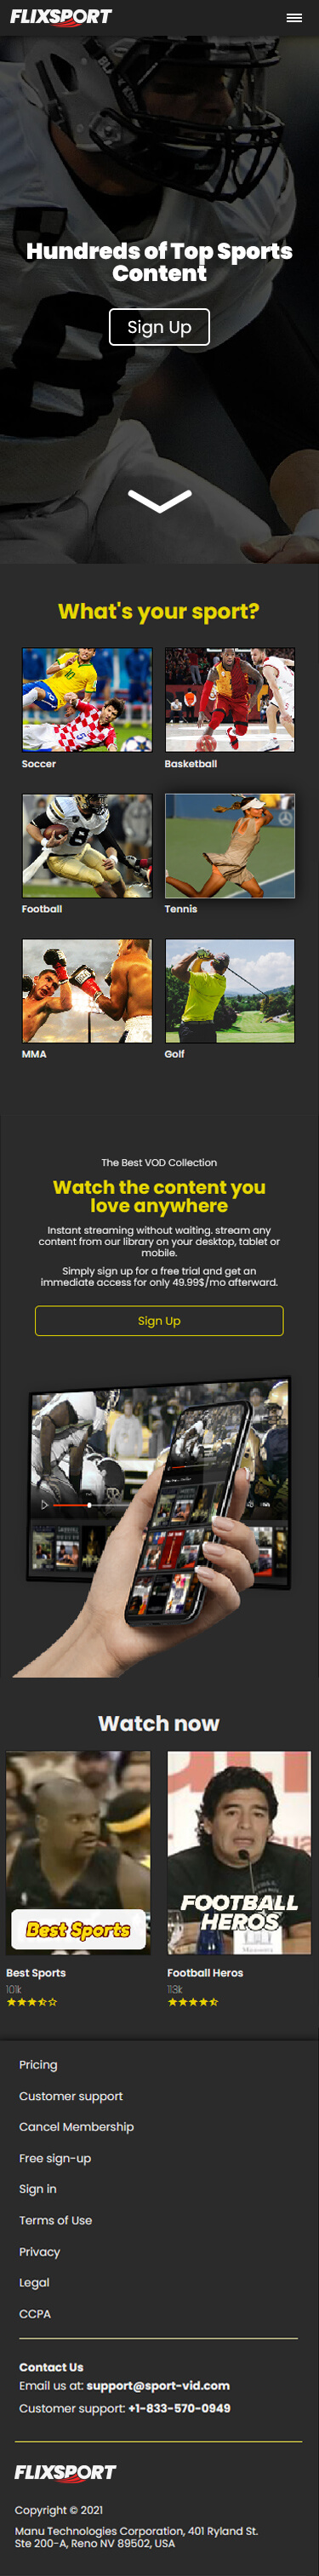 FLIXSPORT
Hundreds of Top Sports
Content
Sign Up
What's your sport?
Soccer
Basketball
Football
Tennis
MMA
Golf
The Best VOD Collection
Watch the content you
love anywhere
Instant streaming without waiting. stream any
content from our library on your desktop, tablet or
mobile.
Simply sign up for a free trial and get an
immediate access for only 49.99$/mo afterward.
Sign Up
Watch now
Best Sports
FOOTBALL
HEROS
Best Sports
101k
Football Heros
113k
Pricing
Customer support
Cancel Membership
Free sign-up
Sign in
Terms of Use
Privacy
Legal
CCPA
Contact Us
Email us at: support@sport-vid.com
Customer support: +1-833-570-0949
FLIXSPORT
Copyright © 2021
Manu Technologies Corporation, 401 Ryland St.
Ste 200-A, Reno NV 89502, USA